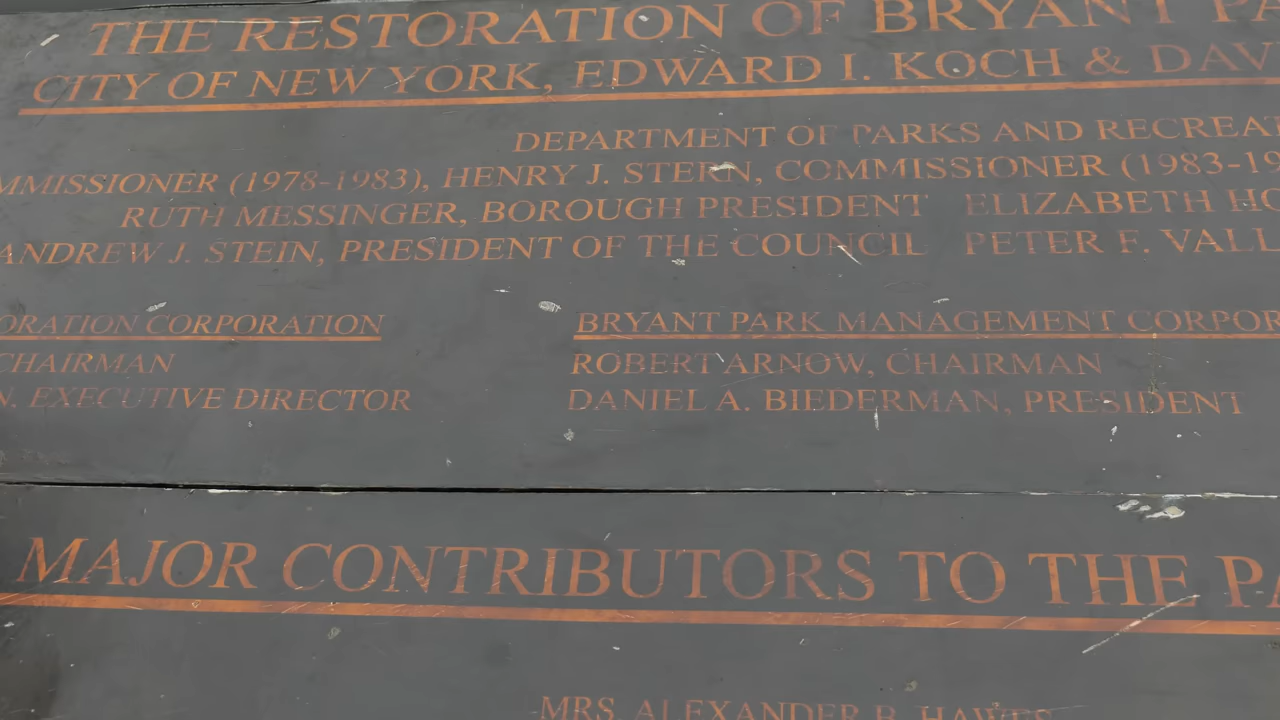 THE RESTORATION OF BRYANT PA
CITY OF NEW YORK, EDWARD I. KOCH & DAV
DEPARTMENT OF PARKS AND RECREAT
MMISSIONER (1978-1983), HENRY J. STERN, COMMISSIONER (1983-19
RUTH MESSINGER, BOROUGH PRESIDENT ELIZABETH HO
ANDREW J. STEIN, PRESIDENT OF THE COUNCIL PETER F. VALL
ORATION CORPORATION
CHAIRMAN
N, EXECUTIVE DIRECTOR
BRYANT PARK MANAGEMENT CORPOR
ROBERT ARNOW, CHAIRMAN
DANIEL A. BIEDERMAN, PRESIDENT
MAJOR CONTRIBUTORS TO THE PA
MRS. ALEXANDER B. HAWES